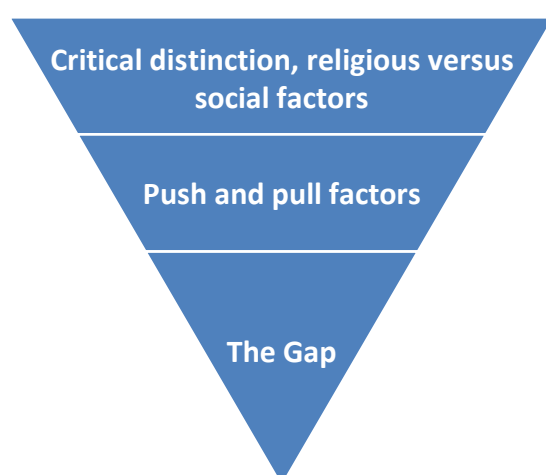 Critical distinction, religious versus
social factors
Push and pull factors
The Gap